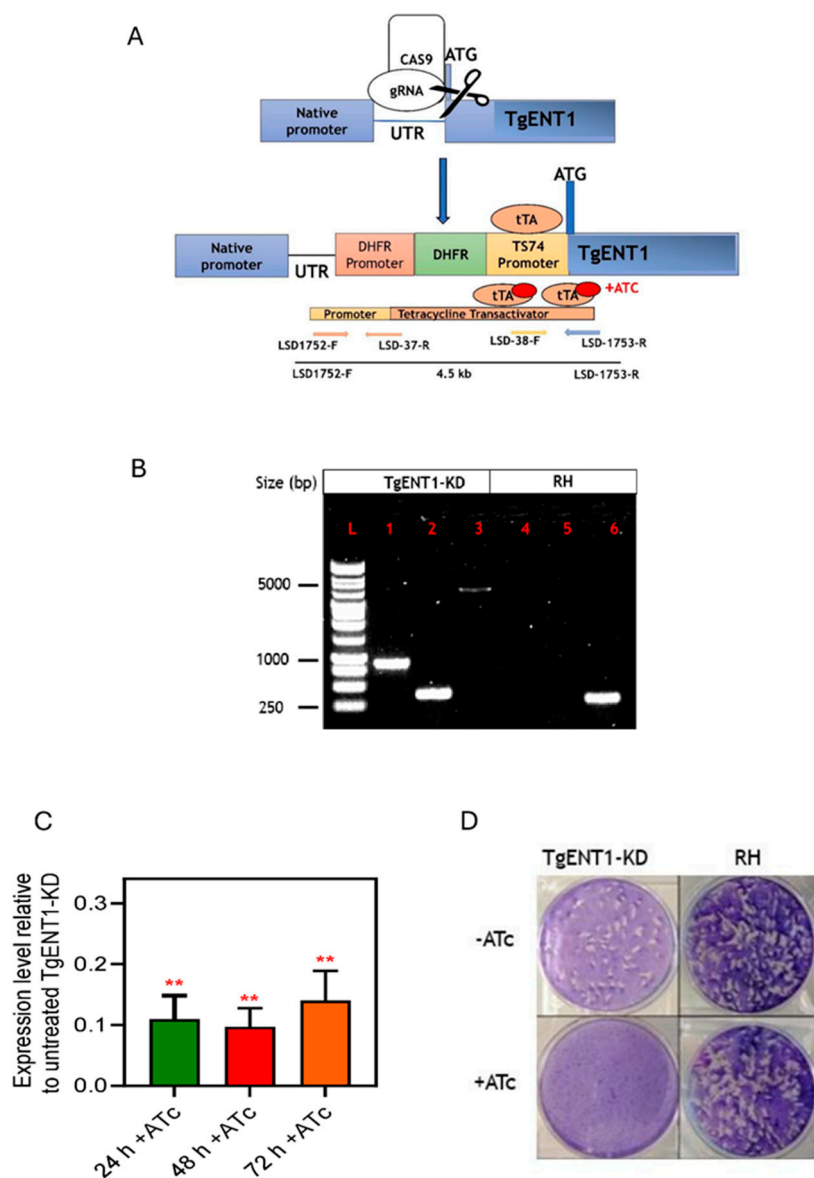 A
CAS9
ATG
gRNA
Native
promoter
UTR
TgENT1
ATG
tTA
Native
promoter
UTR
DHFR
Promoter
DHFR
TS74
Promoter
TgENT1
tTA
tTA
+ATC
Promoter
Tetracycline Transactivator
LSD1752-F
LSD-37-R
LSD-38-F
LSD-1753-R
LSD1752-F
4.5 kb
LSD-1753-R
B
Size (bp)
TgENT1-KD
RH
L 1 2 3 4 5 6
5000
1000
250
C
Expression level relative
to untreated TgENT1-KD
0.3
0.2
0.1
0.0
**
**
**
24 h +ATc
48 h +ATc
72 h +ATc
D
TgENT1-KD
RH
-ATc
+ATc